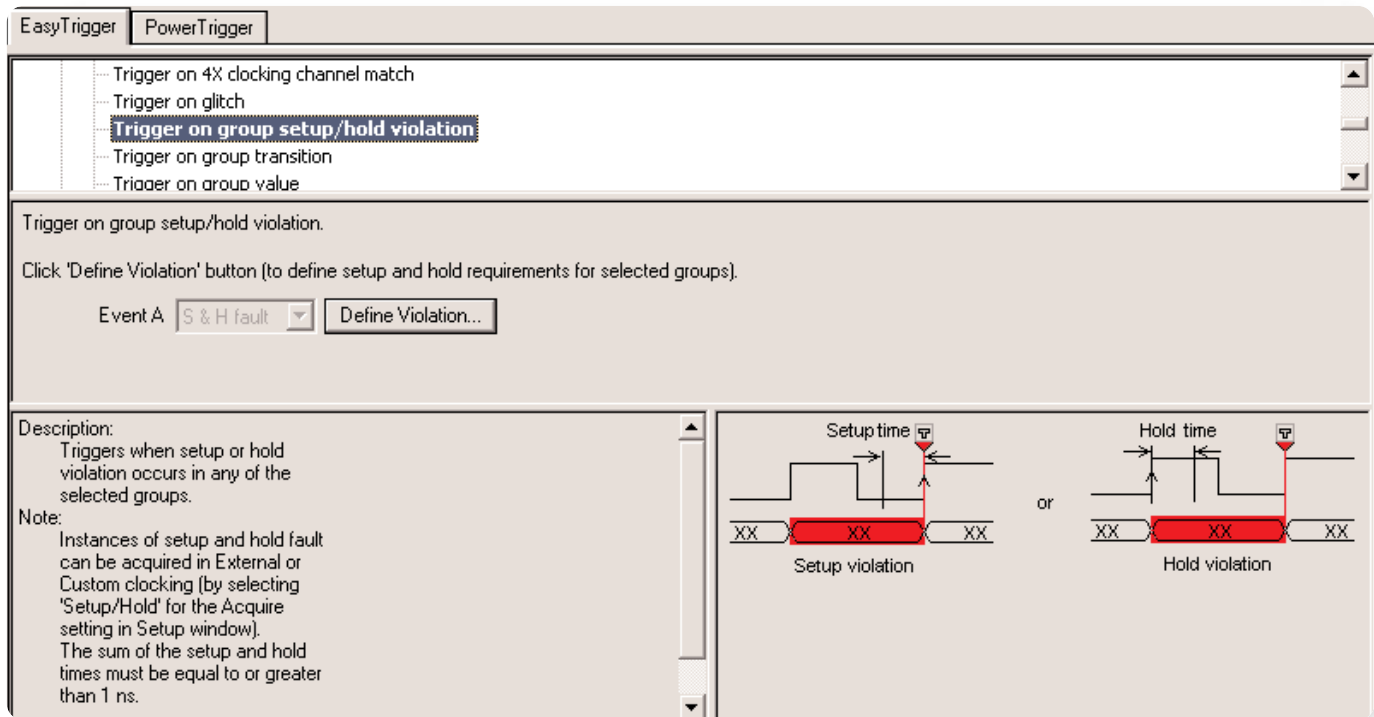 EasyTrigger PowerTrigger
Trigger on 4X clocking channel match
Trigger on glitch
Trigger on group setup/hold violation
Trigger on group transition
Trigger on group value
Trigger on group setup/hold violation.
Click 'Define Violation' button (to define setup and hold requirements for selected groups).
Event A S & H fault Define Violation...
Description:
Triggers when setup or hold
violation occurs in any of the
selected groups.
Note:
Instances of setup and hold fault
can be acquired in External or
Custom clocking (by selecting
'Setup/Hold' for the Acquire
setting in Setup window).
The sum of the setup and hold
times must be equal to or greater
than 1 ns.
Setup time T
XX XX XX
Setup violation
or
Hold time T
XX XX XX
Hold violation